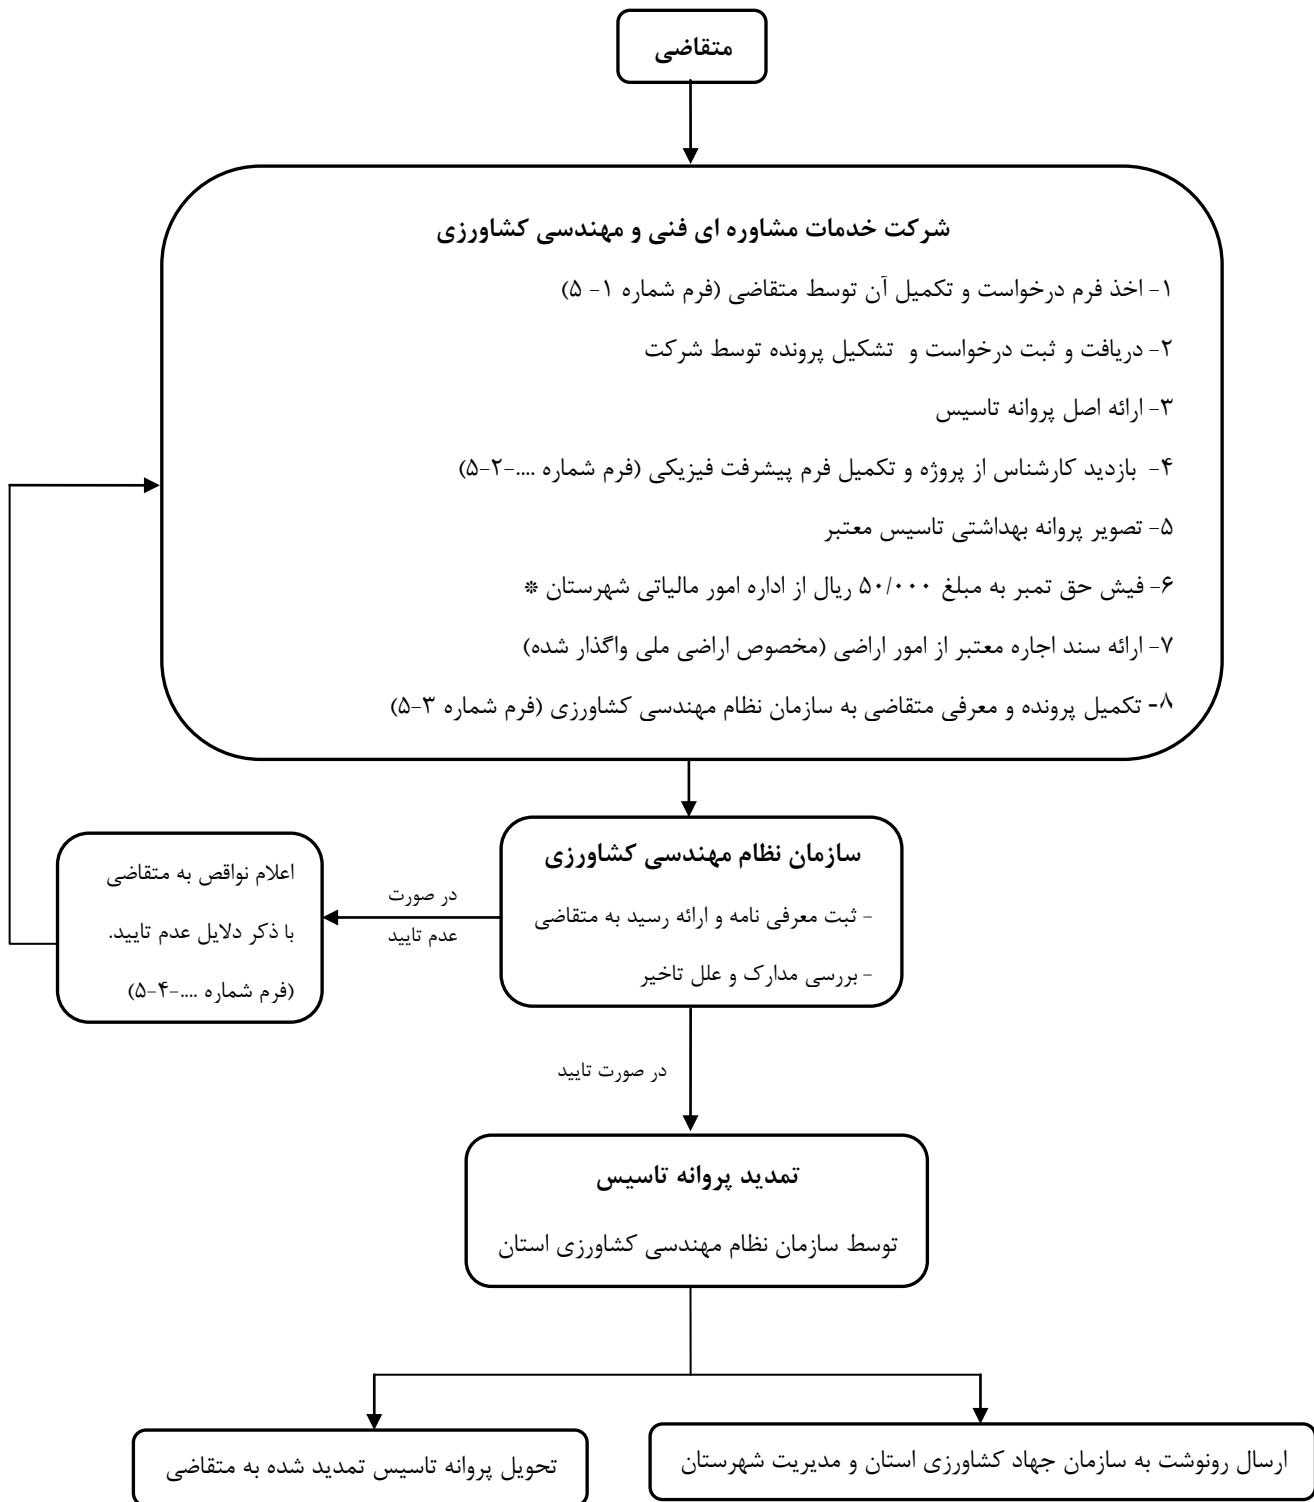 متقاضی
شرکت خدمات مشاوره ای فنی و مهندسی کشاورزی
۱- اخذ فرم درخواست و تکمیل آن توسط متقاضی (فرم شماره ۱- ۵)
۲- دریافت و ثبت درخواست و تشکیل پرونده توسط شرکت
۳- ارائه اصل پروانه تاسیس
۴- بازدید کارشناس از پروژه و تکمیل فرم پیشرفت فیزیکی (فرم شماره ....-۲-۵)
۵- تصویر پروانه بهداشتی تاسیس معتبر
۶- فیش حق تمبر به مبلغ ۵۰/۰۰۰ ریال از اداره امور مالیاتی شهرستان *
۷- ارائه سند اجاره معتبر از امور اراضی (مخصوص اراضی ملی واگذار شده)
۸- تکمیل پرونده و معرفی متقاضی به سازمان نظام مهندسی کشاورزی (فرم شماره ۳-۵)
سازمان نظام مهندسی کشاورزی
- ثبت معرفی نامه و ارائه رسید به متقاضی
- بررسی مدارک و علل تاخیر
در صورت
عدم تایید
اعلام نواقص به متقاضی
با ذکر دلایل عدم تایید.
(فرم شماره ....-۴-۵)
در صورت تایید
تمدید پروانه تاسیس
توسط سازمان نظام مهندسی کشاورزی استان
ارسال رونوشت به سازمان جهاد کشاورزی استان و مدیریت شهرستان
تحویل پروانه تاسیس تمدید شده به متقاضی